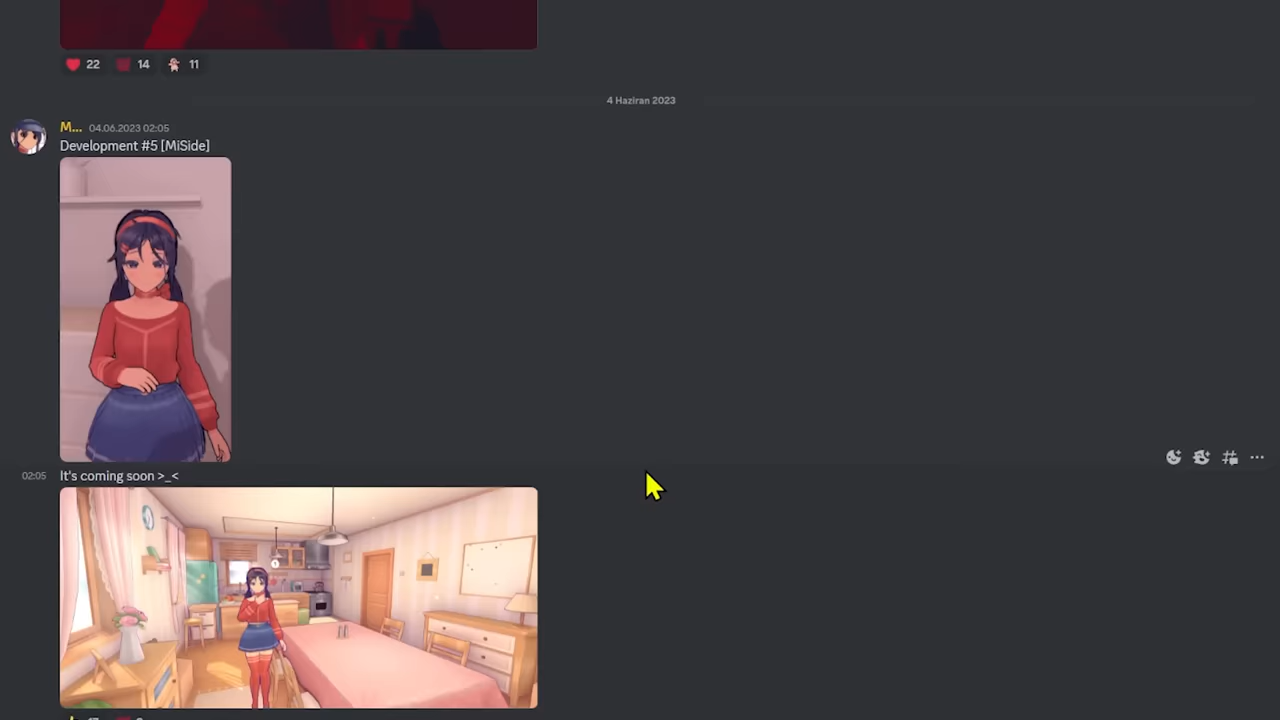 22 14 11
4 Haziran 2023
M... 04.06.2023 02:05
Development #5 [MiSide]
02:05 It's coming soon >_<